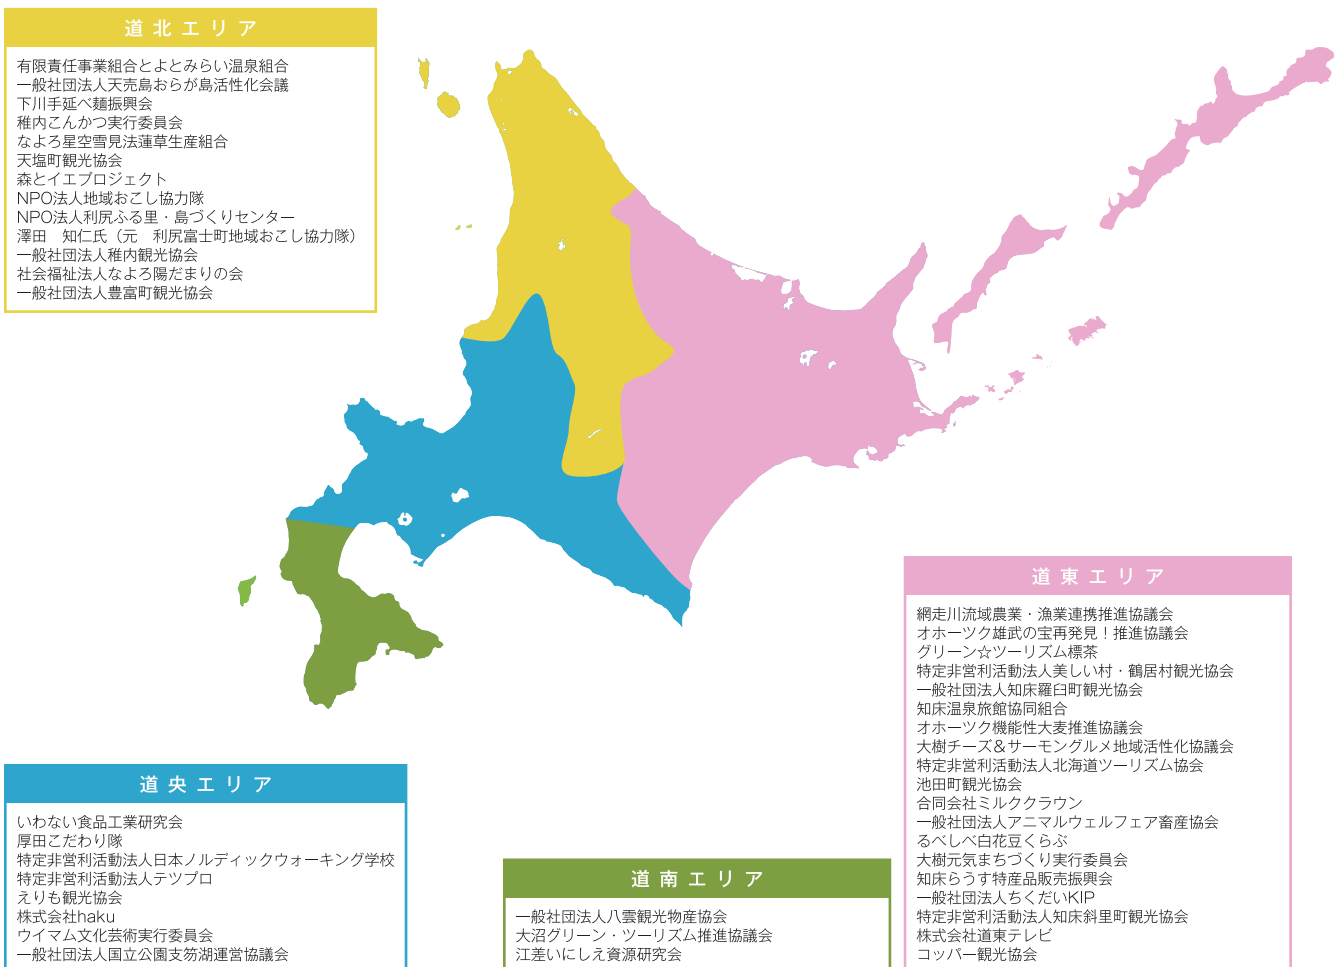 道北エリア
有限責任事業組合とよとみらい温泉組合
一般社団法人天売島おらが島活性化会議
下川手延べ麺振興会
稚内こんかつ実行委員会
なよろ星空雪見法蓮草生産組合
天塩町観光協会
森とイエプロジェクト
NPO法人地域おこし協力隊
NPO法人利尻ふる里・島づくりセンター
澤田　知仁氏（元　利尻富士町地域おこし協力隊）
一般社団法人稚内観光協会
社会福祉法人なよろ陽だまりの会
一般社団法人豊富町観光協会
道東エリア
網走川流域農業・漁業連携推進協議会
オホーツク雄武の宝再発見！推進協議会
グリーン☆ツーリズム標茶
特定非営利活動法人美しい村・鶴居村観光協会
一般社団法人知床羅臼町観光協会
知床温泉旅館協同組合
オホーツク機能性大麦推進協議会
大樹チーズ＆サーモングルメ地域活性化協議会
特定非営利活動法人北海道ツーリズム協会
池田町観光協会
合同会社ミルククラウン
一般社団法人アニマルウェルフェア畜産協会
るべしべ白花豆くらぶ
大樹元気まちづくり実行委員会
知床らうす特産品販売振興会
一般社団法人ちくだいKIP
特定非営利活動法人知床斜里町観光協会
株式会社道東テレビ
コッパー観光協会
道央エリア
いわない食品工業研究会
厚田こだわり隊
特定非営利活動法人日本ノルディックウォーキング学校
特定非営利活動法人テツプロ
えりも観光協会
株式会社haku
ウイマム文化芸術実行委員会
一般社団法人国立公園支笏湖運営協議会
道南エリア
一般社団法人八雲観光物産協会
大沼グリーン・ツーリズム推進協議会
江差いにしえ資源研究会